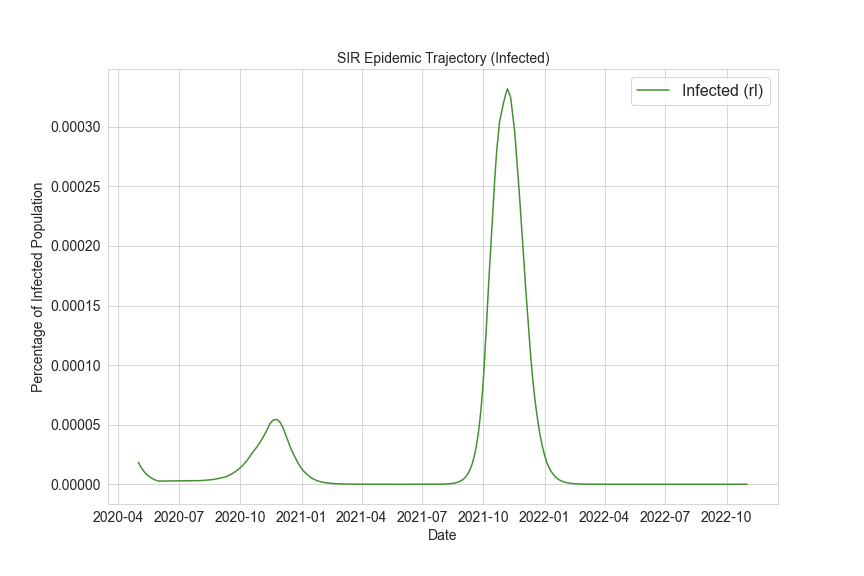 SIR Epidemic Trajectory (Infected)
Infected (rI)
Percentage of Infected Population
0.00030
0.00025
0.00020
0.00015
0.00010
0.00005
0.00000
2020-04 2020-07 2020-10 2021-01 2021-04 2021-07 2021-10 2022-01 2022-04 2022-07 2022-10
Date